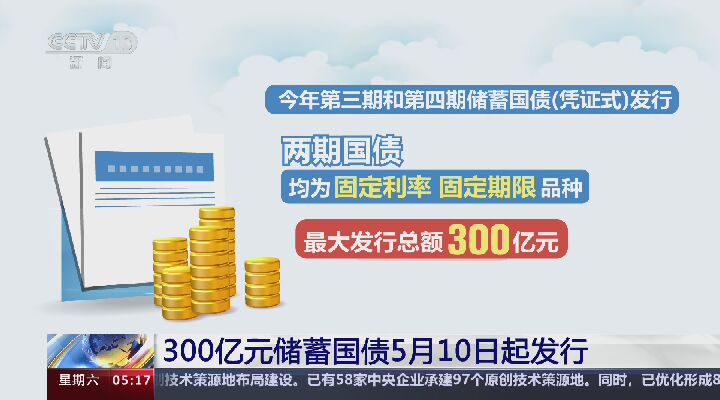 CCTV 13
新闻
今年第三期和第四期储蓄国债(凭证式)发行
两期国债
均为 固定利率 固定期限 品种
最大发行总额 300 亿元
300亿元储蓄国债5月10日起发行
星期六 05:17 创技术策源地布局建设。已有58家中央企业承建97个原创技术策源地。同时，已优化形成8